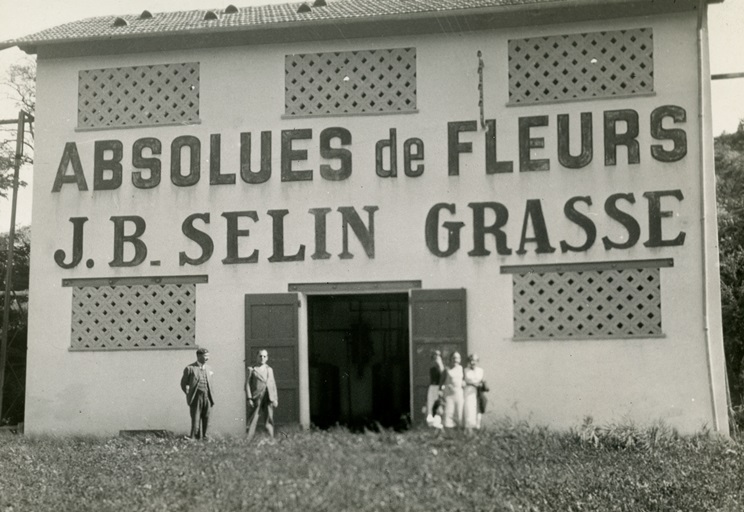 ABSOLUES de FLEURS
J.B. SELIN GRASSE